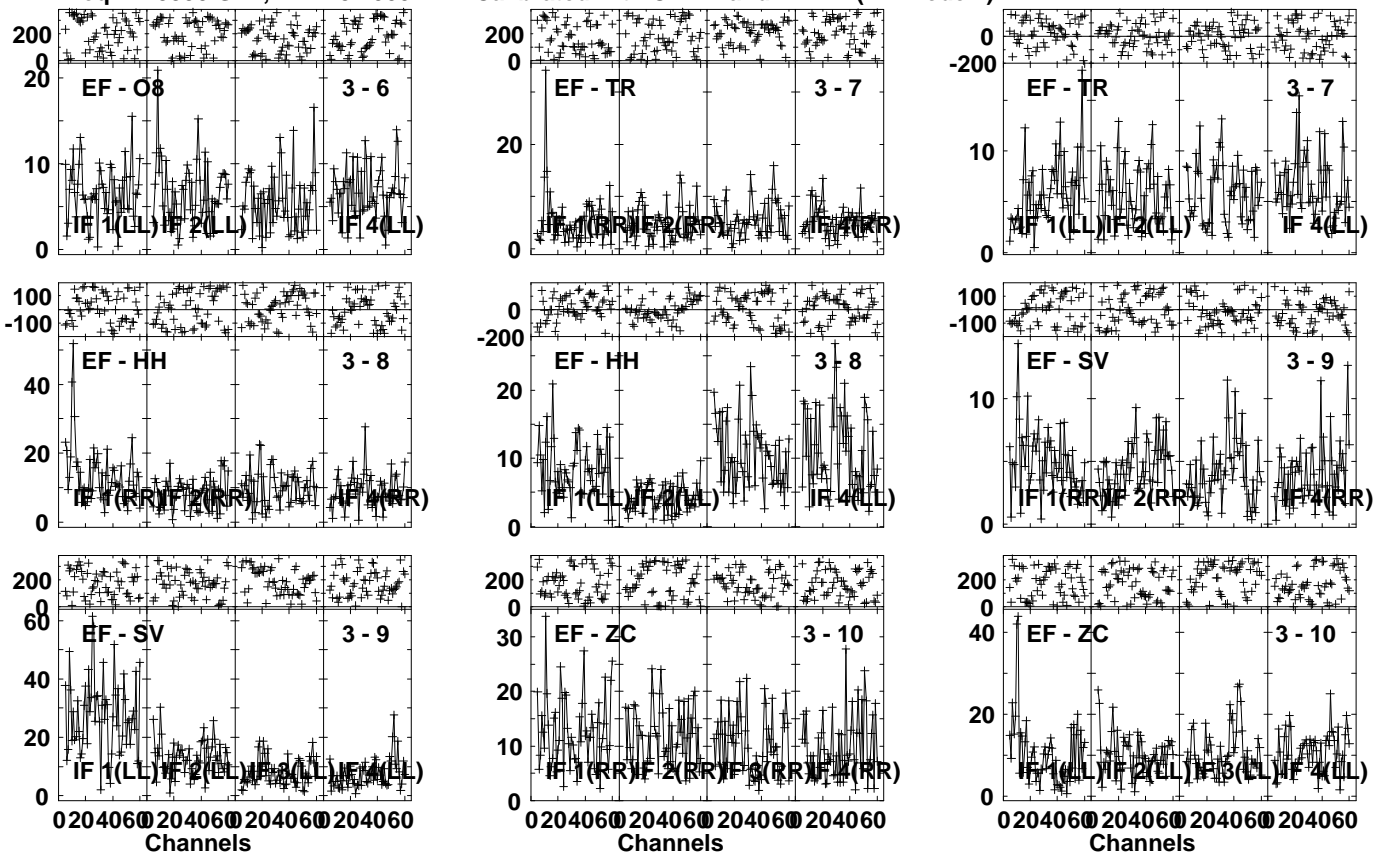 200
0
200
0
0
-200
20
10
0
EF - O8
3 - 6
IF 1(LL)
IF 2(LL)
IF 4(LL)
20
0
EF - TR
3 - 7
IF 1(RR)
IF 2(RR)
IF 4(RR)
10
0
EF - TR
3 - 7
IF 1(LL)
IF 2(LL)
IF 4(LL)
100
-100
0
-200
100
-100
40
20
0
EF - HH
3 - 8
IF 1(RR)
IF 2(RR)
IF 4(RR)
20
10
0
EF - HH
3 - 8
IF 1(LL)
IF 2(LL)
IF 4(LL)
10
0
EF - SV
3 - 9
IF 1(RR)
IF 2(RR)
IF 4(RR)
200
0
200
0
200
0
60
40
20
0
EF - SV
3 - 9
IF 1(LL)
IF 2(LL)
IF 3(LL)
IF 4(LL)
30
20
10
0
EF - ZC
3 - 10
IF 1(RR)
IF 2(RR)
IF 3(RR)
IF 4(RR)
40
20
0
EF - ZC
3 - 10
IF 1(LL)
IF 2(LL)
IF 3(LL)
IF 4(LL)
0 20 40 60 0 20 40 60 0 20 40 60 0 20 40 60
0 20 40 60 0 20 40 60 0 20 40 60 0 20 40 60
0 20 40 60 0 20 40 60 0 20 40 60 0 20 40 60
Channels
Channels
Channels